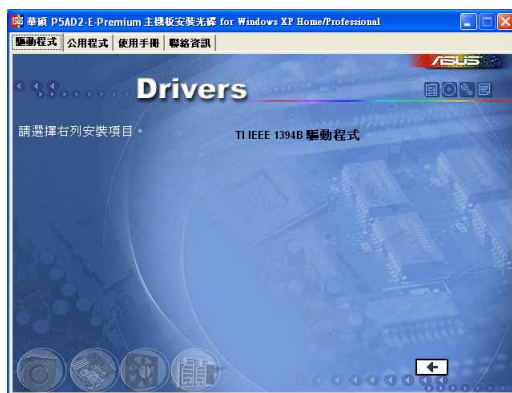 華碩 P5AD2-E-Premium 主機板安裝光碟 for Windows XP Home/Professional
驅動程式 公用程式 使用手冊 聯絡資訊
ASUS
Drivers
請選擇右列安裝項目。
TI IEEE 1394B 驅動程式